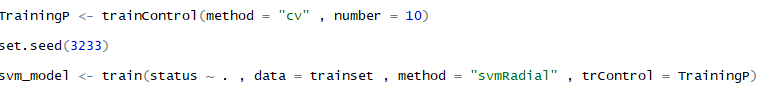 TrainingP <- trainControl(method = "cv" , number = 10)
set.seed(3233)
svm_model <- train(status ~ . , data = trainset , method = "svmRadial" , trControl = TrainingP)